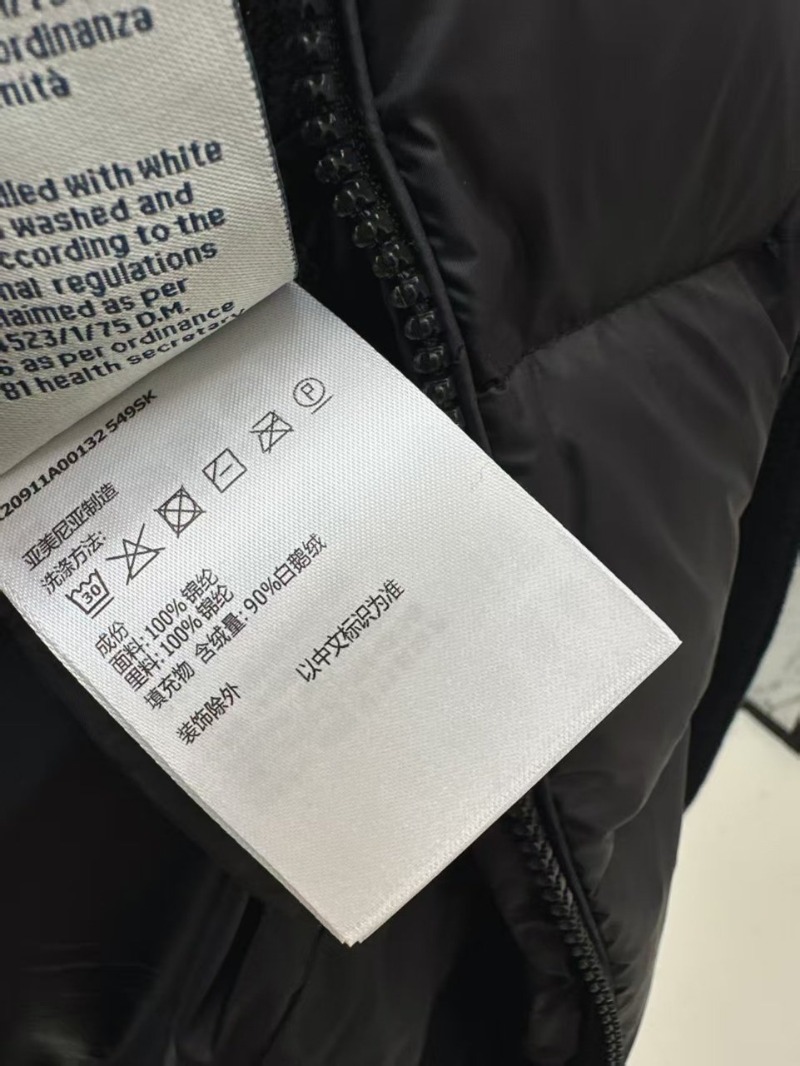 ordinanza
nità
lled with white
washed and
ccording to the
nal regulations
laimed as per
523/1/75 D.M.
as per ordinance
81 health secretary
20911A00132 549SK
亚美尼亚制造
洗涤方法:
30
P
成份
面料: 100% 锦纶
里料: 100% 锦纶
填充物 含绒量: 90%白鹅绒
装饰除外
以中文标识为准